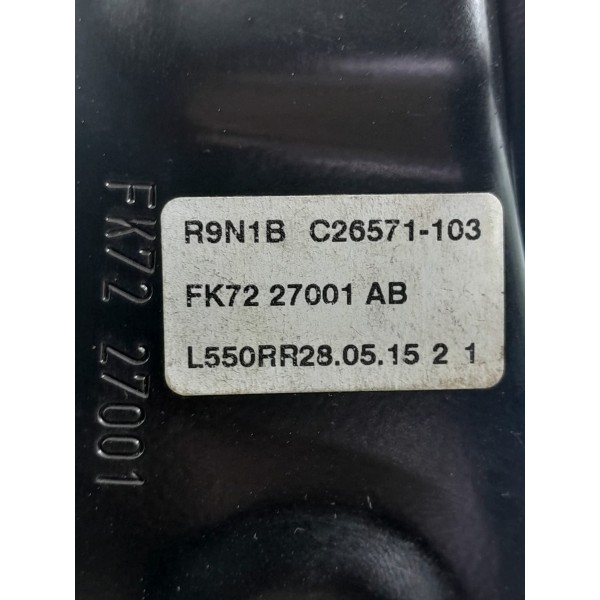 R9N1B C26571-103
FK72 27001 AB
L550RR28.05.15 2 1
FK72 27001